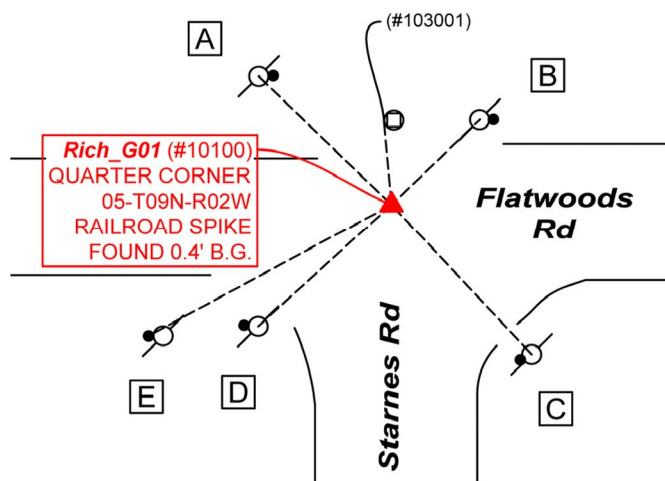 (#103001)
A
B
Rich_G01 (#10100)
QUARTER CORNER
05-T09N-R02W
RAILROAD SPIKE
FOUND 0.4' B.G.
Flatwoods
Rd
Starnes Rd
E
D
C